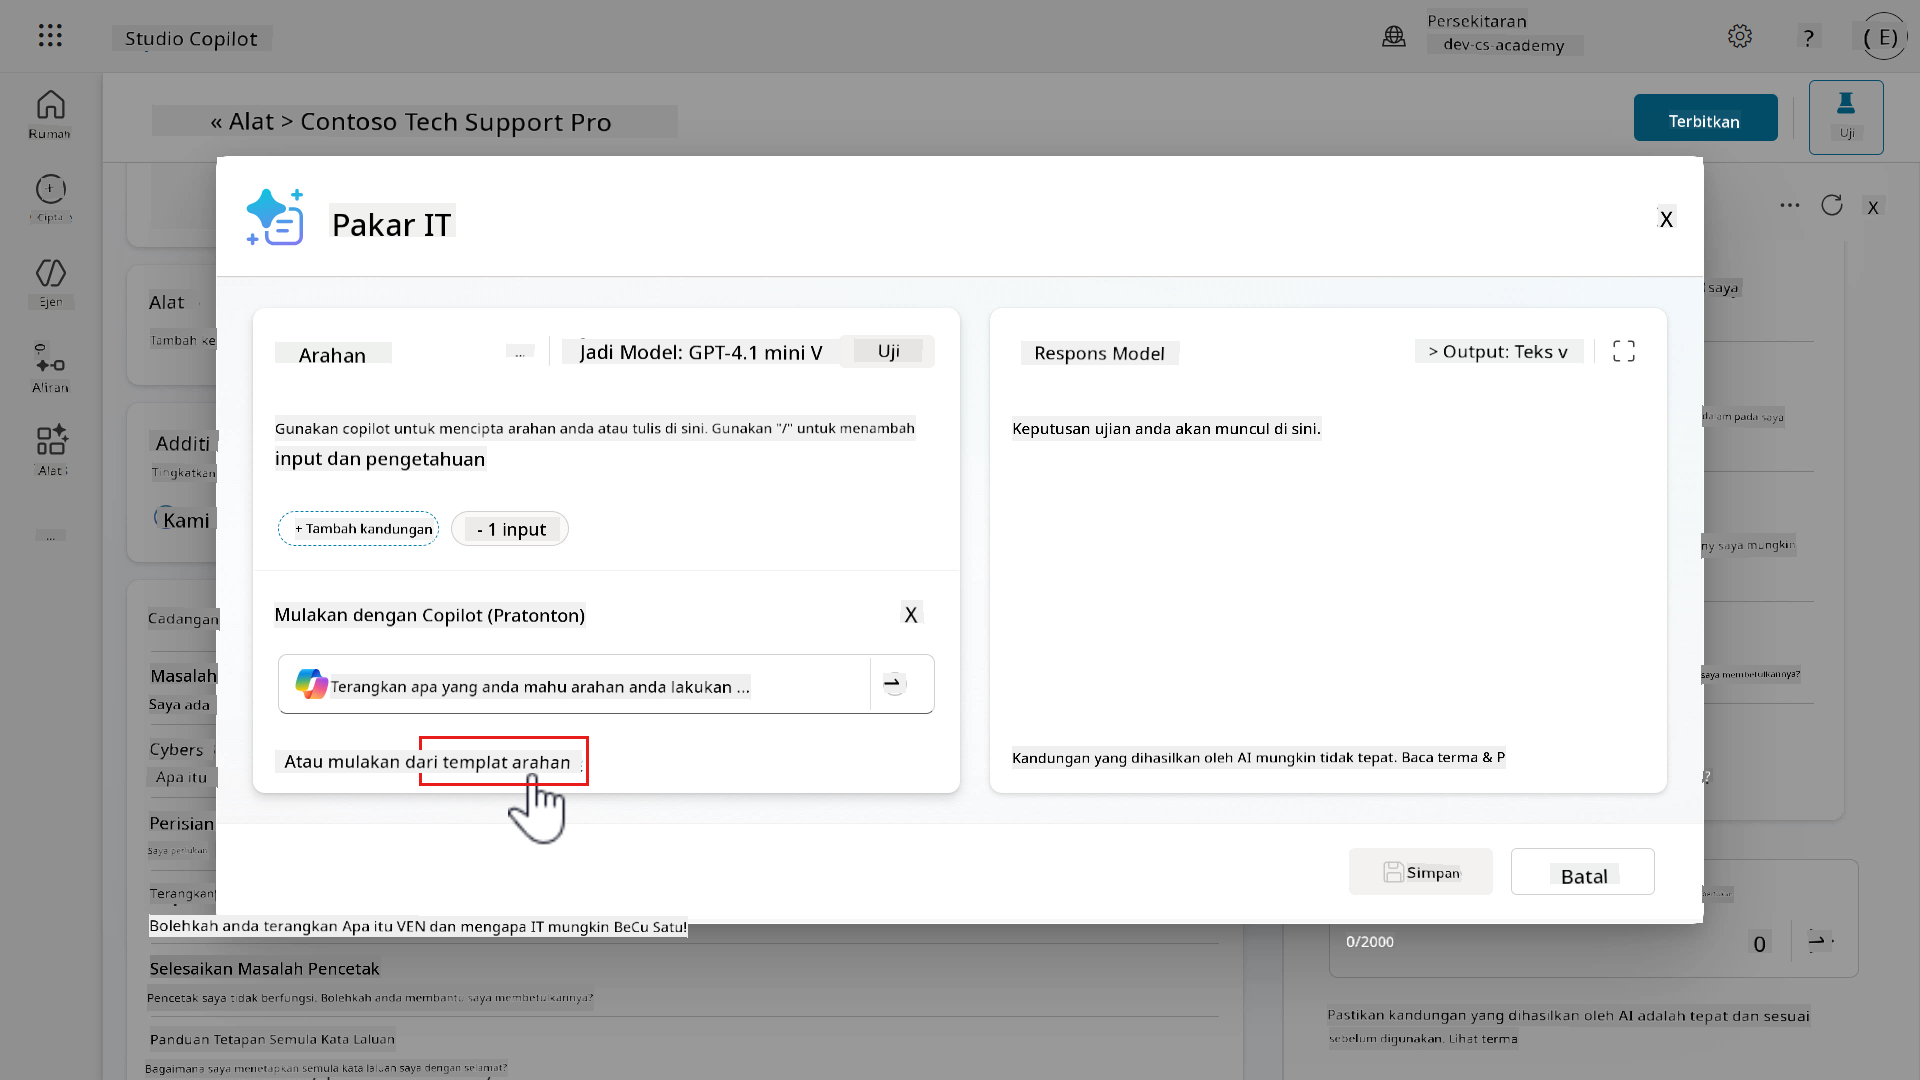 Studio Copilot
Persekitaran
dev-cs-academy
?
( E)
Rumah
Cipta
Ejen
Aliran
Alat
...
« Alat > Contoso Tech Support Pro
Terbitkan
Uji
... X
Alat
Tambah ke
Additi
Tingkatkan
Kami
Cadangan
Masalah
Saya ada
Cybers
Apa itu
Perisian
Saya perlukan
Terangkan
Pakar IT
X
Arahan
...
Jadi Model: GPT-4.1 mini V
Uji
Gunakan copilot untuk mencipta arahan anda atau tulis di sini. Gunakan "/" untuk menambah
input dan pengetahuan
+ Tambah kandungan
- 1 input
Mulakan dengan Copilot (Pratonton)
X
Terangkan apa yang anda mahu arahan anda lakukan ...
Atau mulakan dari templat arahan
Respons Model
> Output: Teks v
Keputusan ujian anda akan muncul di sini.
Kandungan yang dihasilkan oleh AI mungkin tidak tepat. Baca terma & P
Simpan
Batal
saya
pada saya
saya mungkin
saya membetulkannya?
?
Bolehkah anda terangkan Apa itu VEN dan mengapa IT mungkin BeCu Satu!
Selesaikan Masalah Pencetak
Pencetak saya tidak berfungsi. Bolehkah anda membantu saya membetulkannya?
Panduan Tetapan Semula Kata Laluan
Bagaimana saya menetapkan semula kata laluan saya dengan selamat?
0/2000
0
Pastikan kandungan yang dihasilkan oleh AI adalah tepat dan sesuai
sebelum digunakan. Lihat terma